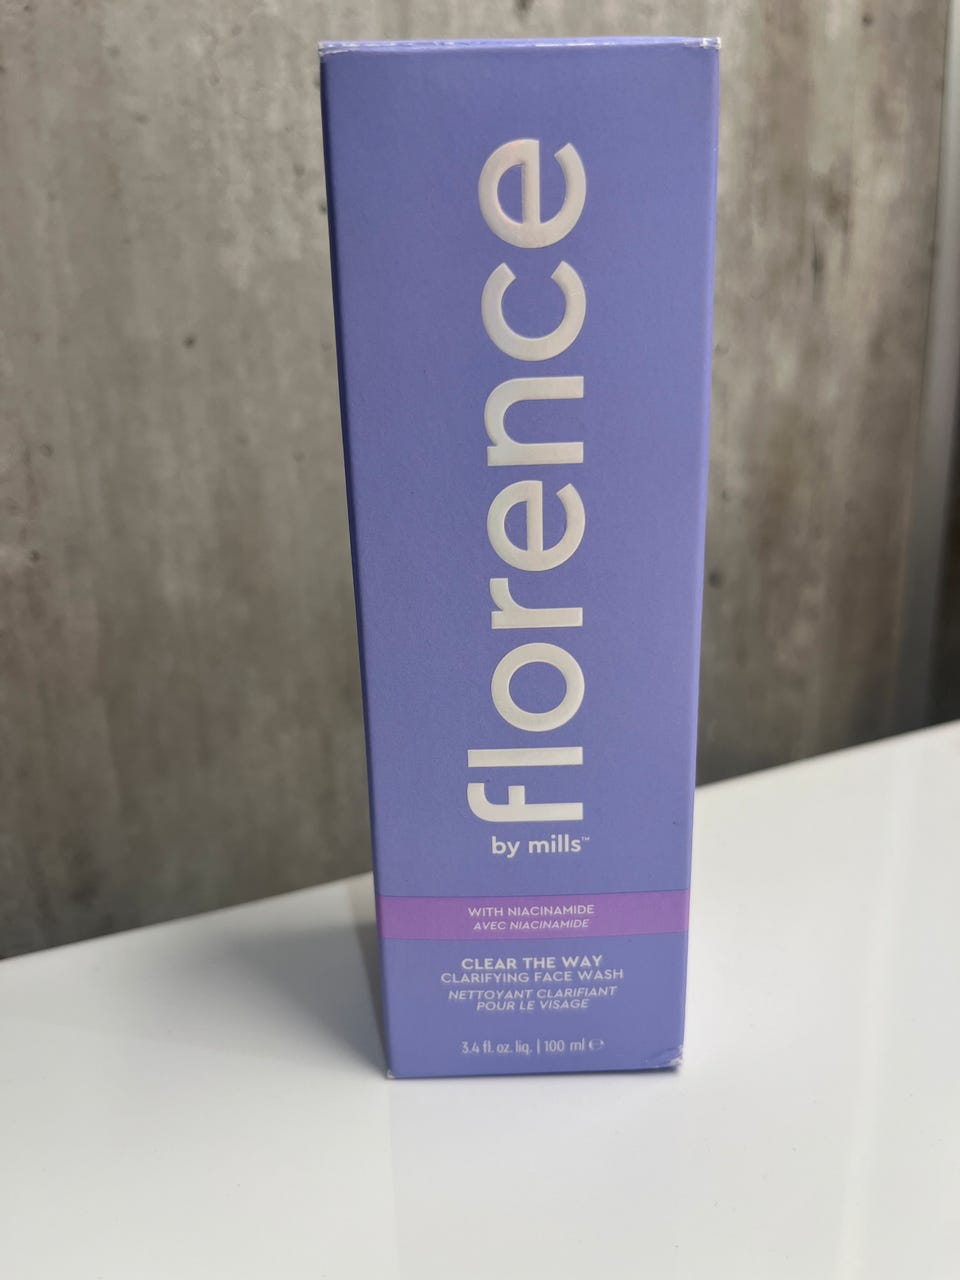 florence
by mills™
WITH NIACINAMIDE
AVEC NIACINAMIDE
CLEAR THE WAY
CLARIFYING FACE WASH
NETTOYANT CLARIFIANT
POUR LE VISAGE
3.4 fl. oz. liq. | 100 ml ℮